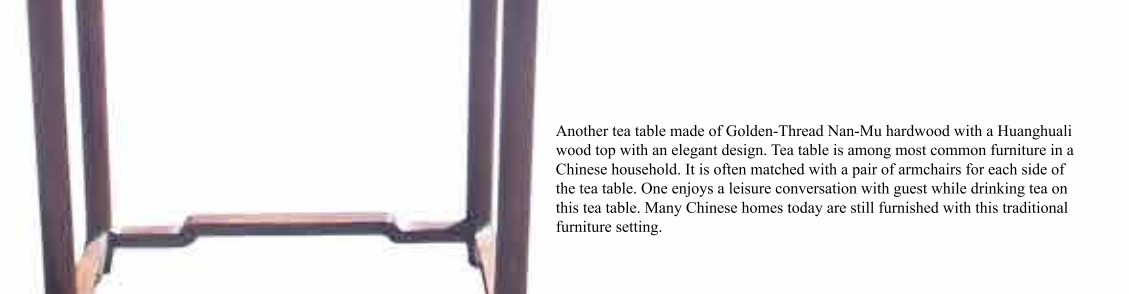 Another tea table made of Golden-Thread Nan-Mu hardwood with a Huanghuali
wood top with an elegant design. Tea table is among most common furniture in a
Chinese household. It is often matched with a pair of armchairs for each side of
the tea table. One enjoys a leisure conversation with guest while drinking tea on
this tea table. Many Chinese homes today are still furnished with this traditional
furniture setting.